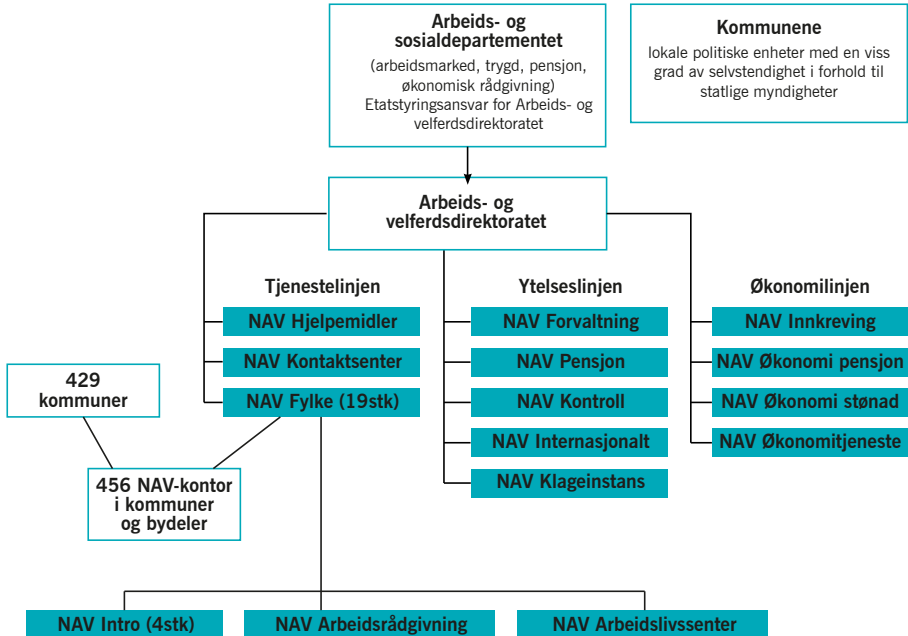 Arbeids- og
sosialdepartementet
(arbeidsmarked, trygd, pensjon,
økonomisk rådgivning)
Etatstyringsansvar for Arbeids- og
velferdsdirektoratet
Kommunene
lokale politiske enheter med en viss
grad av selvstendighet i forhold til
statlige myndigheter
Arbeids- og
velferdsdirektoratet
Tjenestelinjen
NAV Hjelpemidler
NAV Kontaktsenter
NAV Fylke (19stk)
Ytelseslinjen
NAV Forvaltning
NAV Pensjon
NAV Kontroll
NAV Internasjonalt
NAV Klageinstans
Økonomilinjen
NAV Innkreving
NAV Økonomi pensjon
NAV Økonomi stønad
NAV Økonomitjeneste
429
kommuner
456 NAV-kontor
i kommuner
og bydeler
NAV Intro (4stk)
NAV Arbeidsrådgivning
NAV Arbeidslivssenter